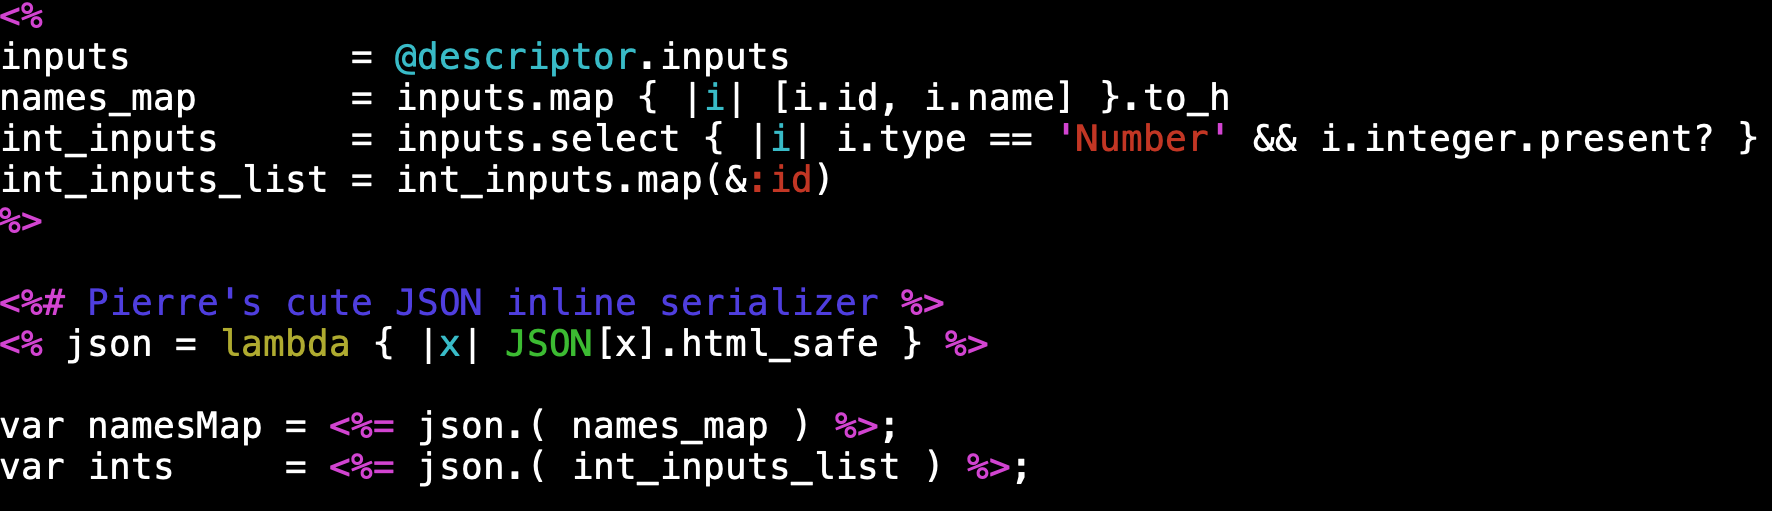 <%
inputs          = @descriptor.inputs
names_map       = inputs.map { |i| [i.id, i.name] }.to_h
int_inputs      = inputs.select { |i| i.type == 'Number' && i.integer.present? }
int_inputs_list = int_inputs.map(&:id)
%>

<%# Pierre's cute JSON inline serializer %>
<% json = lambda { |x| JSON[x].html_safe } %>

var namesMap = <%= json.( names_map ) %>;
var ints     = <%= json.( int_inputs_list ) %>;